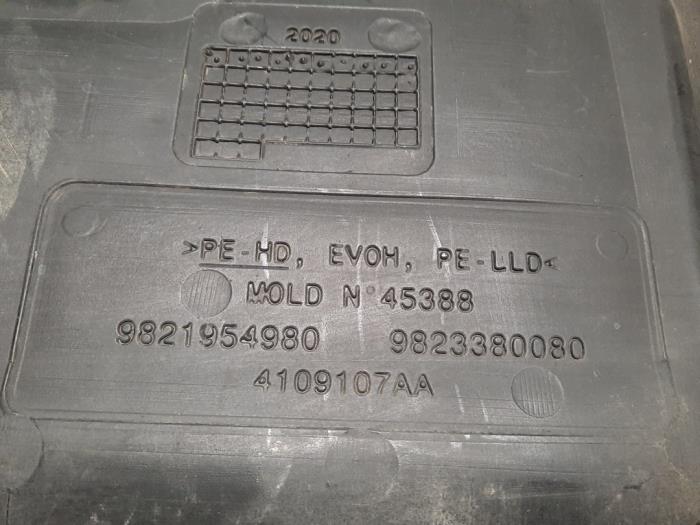 2020
>PE-HD, EVOH, PE-LLD<
MOLD N°45388
9821954980 9823380080
4109107AA